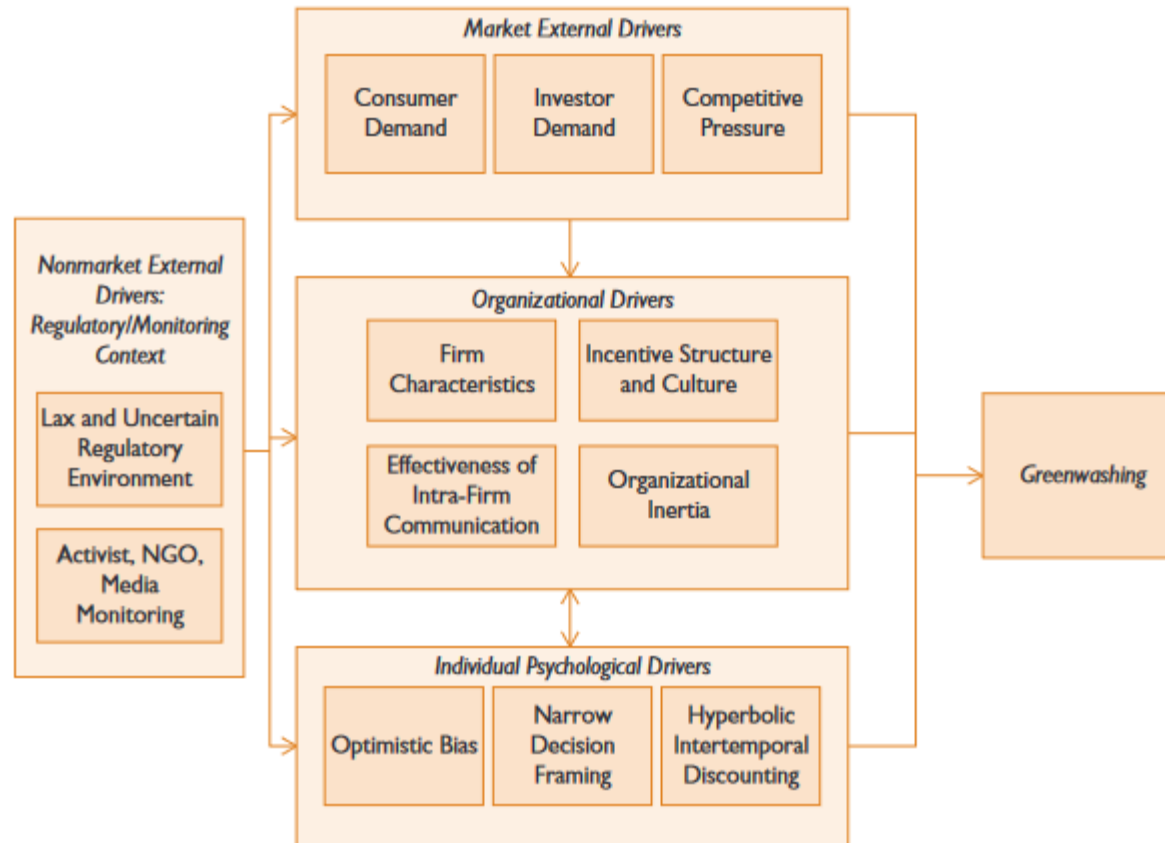 Market External Drivers
Consumer
Demand
Investor
Demand
Competitive
Pressure
Nonmarket External
Drivers:
Regulatory/Monitoring
Context
Lax and Uncertain
Regulatory
Environment
Activist, NGO,
Media
Monitoring
Organizational Drivers
Firm
Characteristics
Incentive Structure
and Culture
Effectiveness of
Intra-Firm
Communication
Organizational
Inertia
Individual Psychological Drivers
Optimistic Bias
Narrow
Decision
Framing
Hyperbolic
Intertemporal
Discounting
Greenwashing